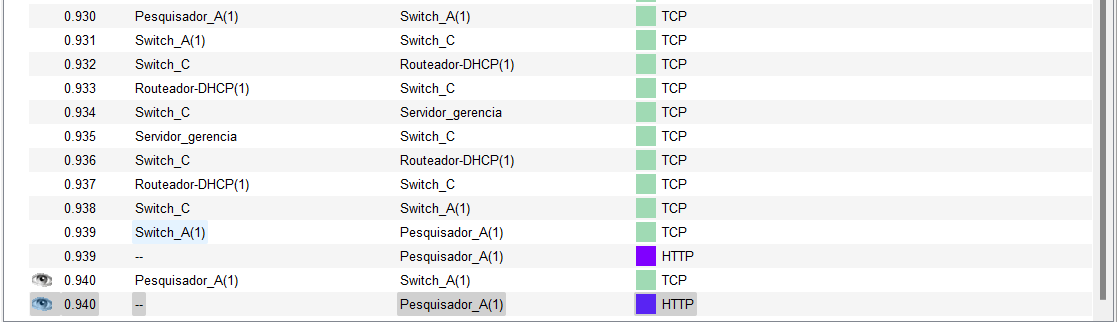 0.930 Pesquisador_A(1) Switch_A(1) TCP
0.931 Switch_A(1) Switch_C TCP
0.932 Switch_C Routeador-DHCP(1) TCP
0.933 Routeador-DHCP(1) Switch_C TCP
0.934 Switch_C Servidor_gerencia TCP
0.935 Servidor_gerencia Switch_C TCP
0.936 Switch_C Routeador-DHCP(1) TCP
0.937 Routeador-DHCP(1) Switch_C TCP
0.938 Switch_C Switch_A(1) TCP
0.939 Switch_A(1) Pesquisador_A(1) TCP
0.939 -- Pesquisador_A(1) HTTP
0.940 Pesquisador_A(1) Switch_A(1) TCP
0.940 -- Pesquisador_A(1) HTTP